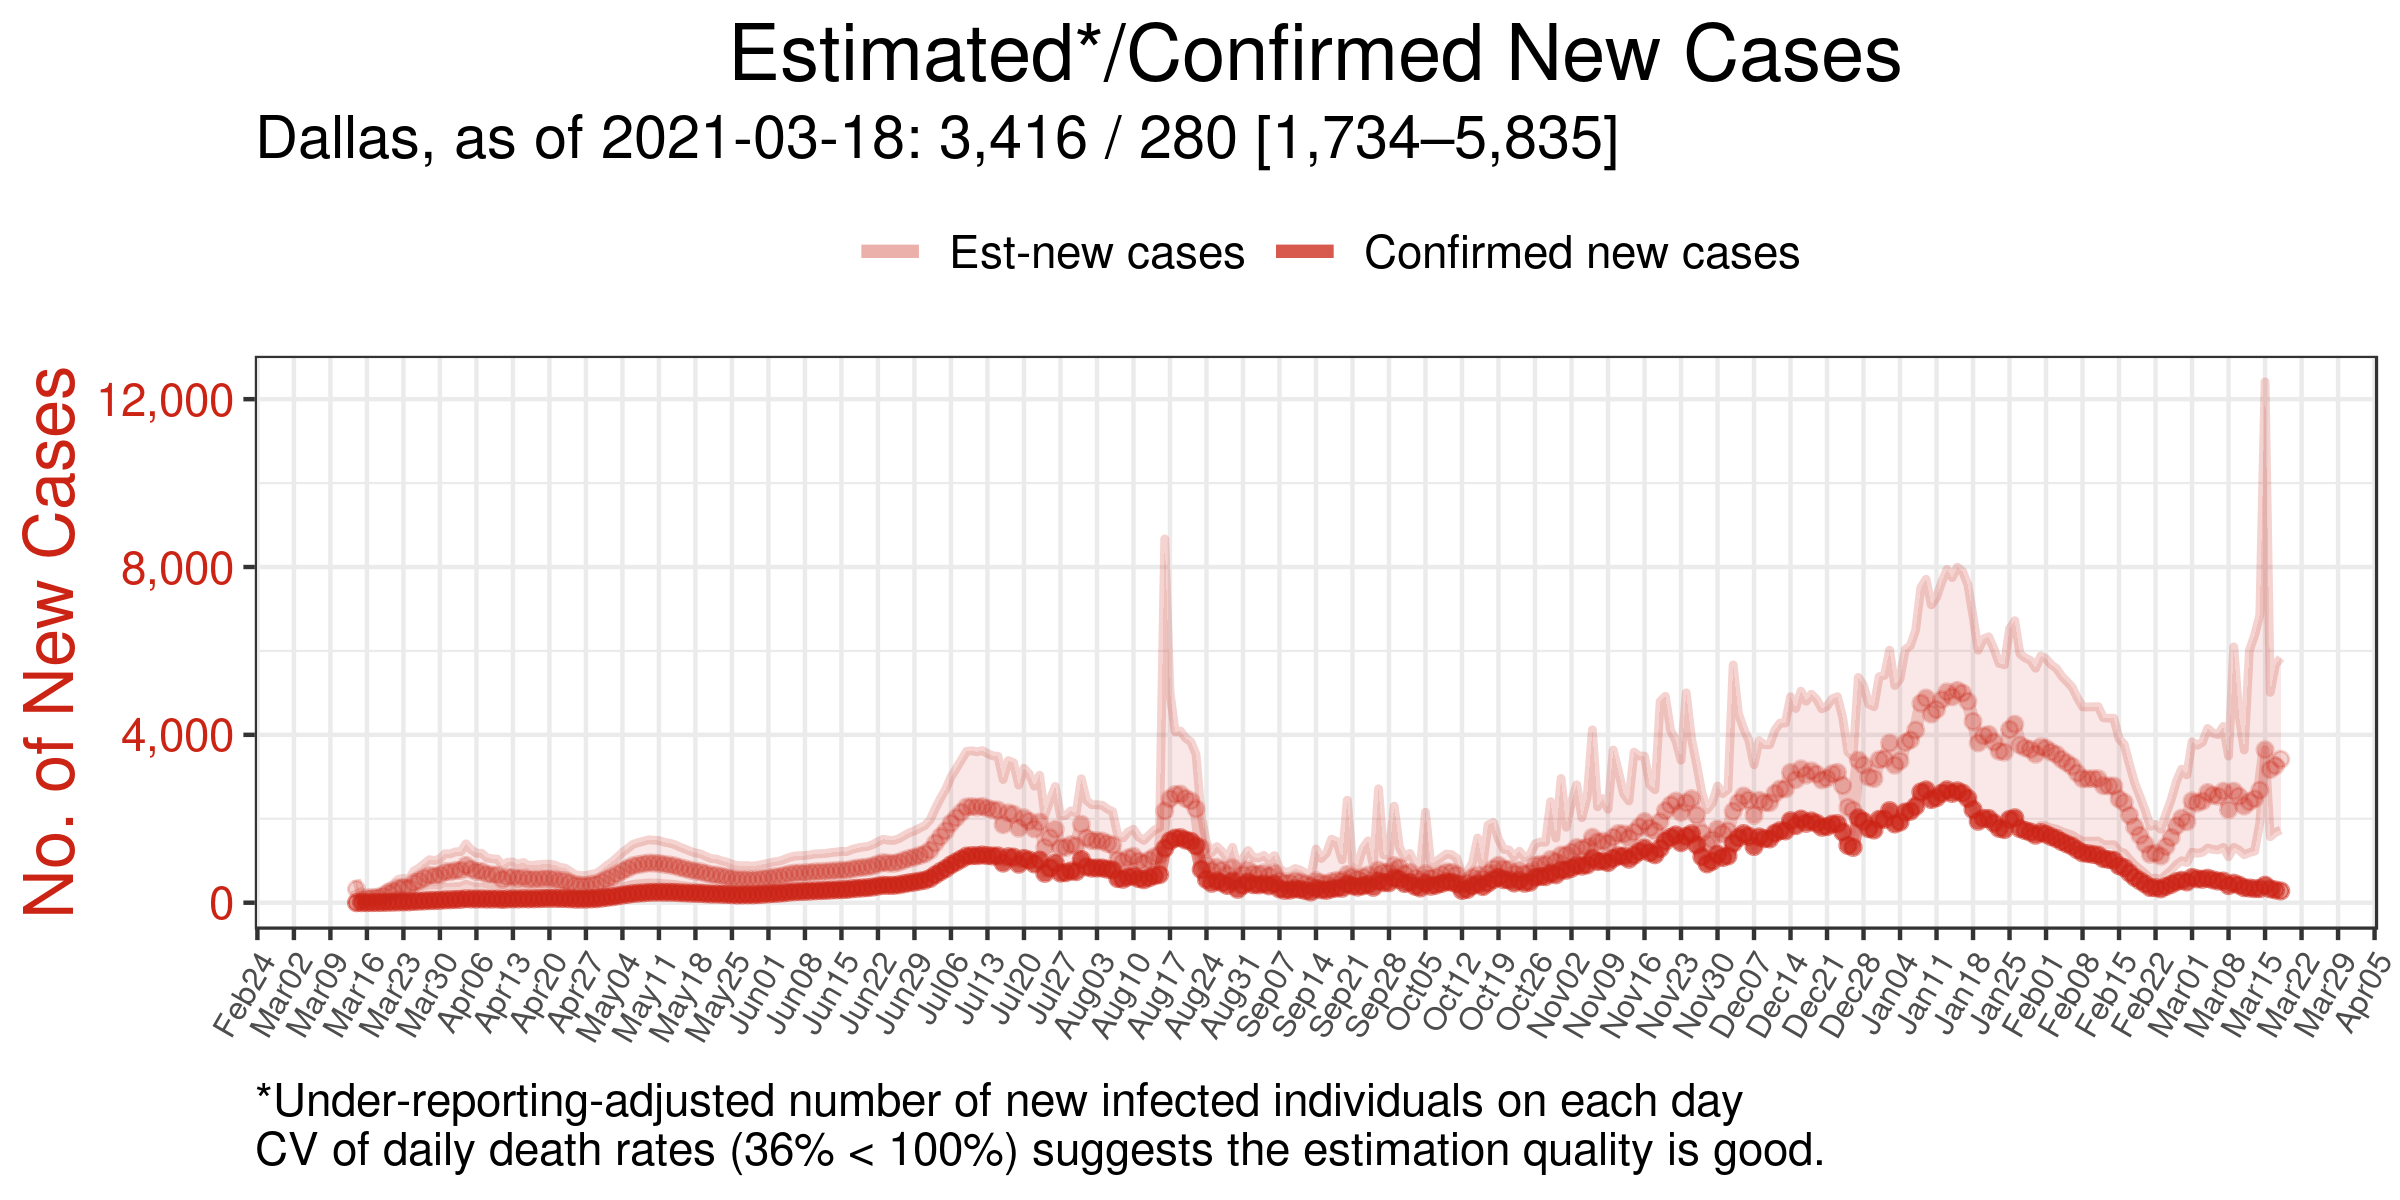 Estimated*/Confirmed New Cases
Dallas, as of 2021-03-18: 3,416 / 280 [1,734–5,835]
Est-new cases Confirmed new cases
No. of New Cases
12,000
8,000
4,000
0
Feb24 Mar02 Mar09 Mar16 Mar23 Mar30 Apr06 Apr13 Apr20 Apr27 May04 May11 May18 May25 Jun01 Jun08 Jun15 Jun22 Jun29 Jul06 Jul13 Jul20 Jul27 Aug03 Aug10 Aug17 Aug24 Aug31 Sep07 Sep14 Sep21 Sep28 Oct05 Oct12 Oct19 Oct26 Nov02 Nov09 Nov16 Nov23 Nov30 Dec07 Dec14 Dec21 Dec28 Jan04 Jan11 Jan18 Jan25 Feb01 Feb08 Feb15 Feb22 Mar01 Mar08 Mar15 Mar22 Mar29 Apr05
*Under-reporting-adjusted number of new infected individuals on each day
CV of daily death rates (36% < 100%) suggests the estimation quality is good.